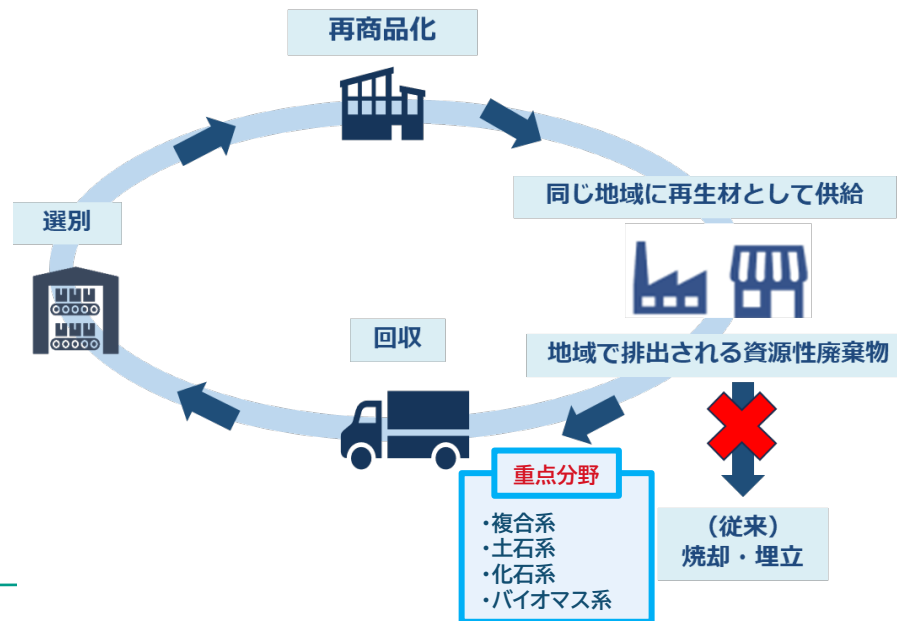 再商品化
同じ地域に再生材として供給
選別
回収
地域で排出される資源性廃棄物
重点分野
・複合系
・土石系
・化石系
・バイオマス系
（従来）
焼却・埋立